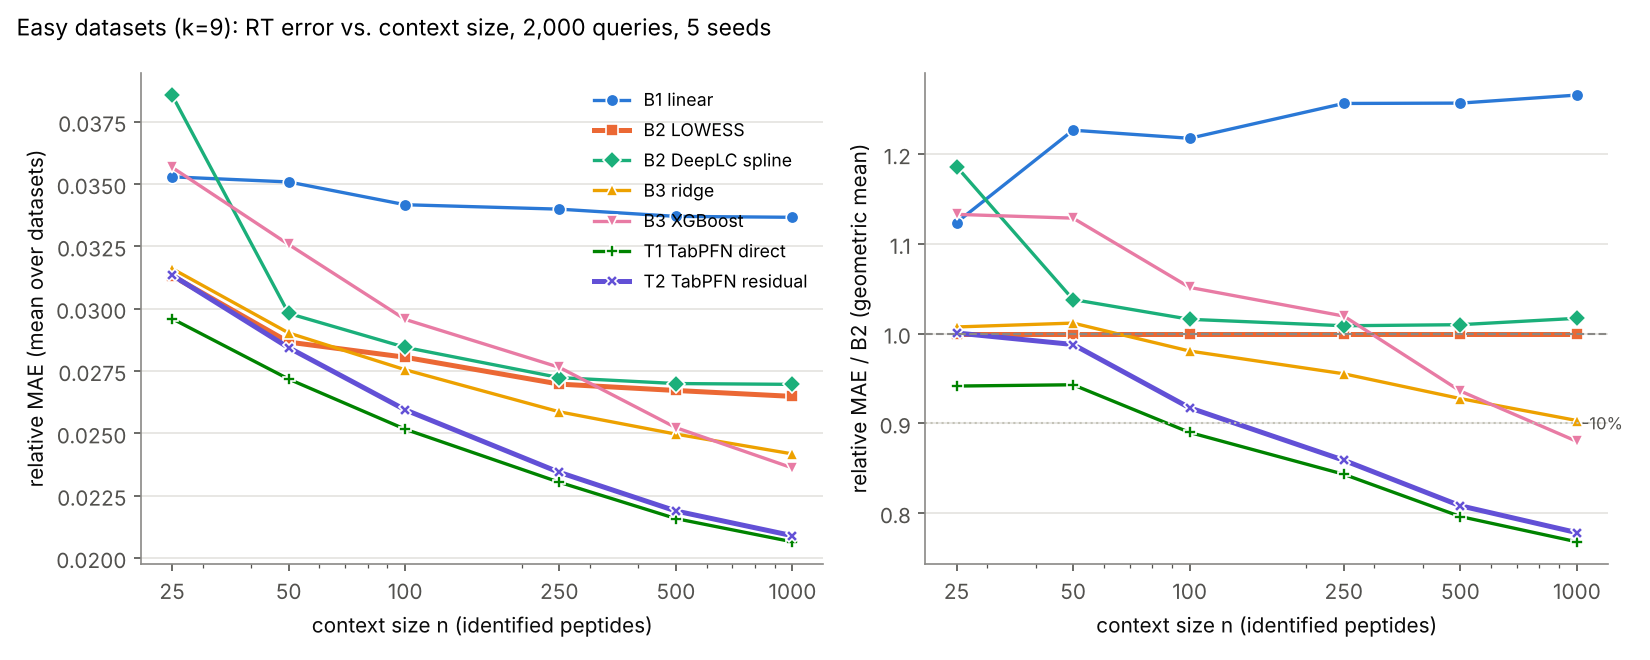 Easy datasets (k=9): RT error vs. context size, 2,000 queries, 5 seeds
relative MAE (mean over datasets)
0.0375
0.0350
0.0325
0.0300
0.0275
0.0250
0.0225
0.0200
25 50 100 250 500 1000
context size n (identified peptides)
B1 linear
B2 LOWESS
B2 DeepLC spline
B3 ridge
B3 XGBoost
T1 TabPFN direct
T2 TabPFN residual
relative MAE / B2 (geometric mean)
1.2
1.1
1.0
0.9
0.8
-10%
25 50 100 250 500 1000
context size n (identified peptides)